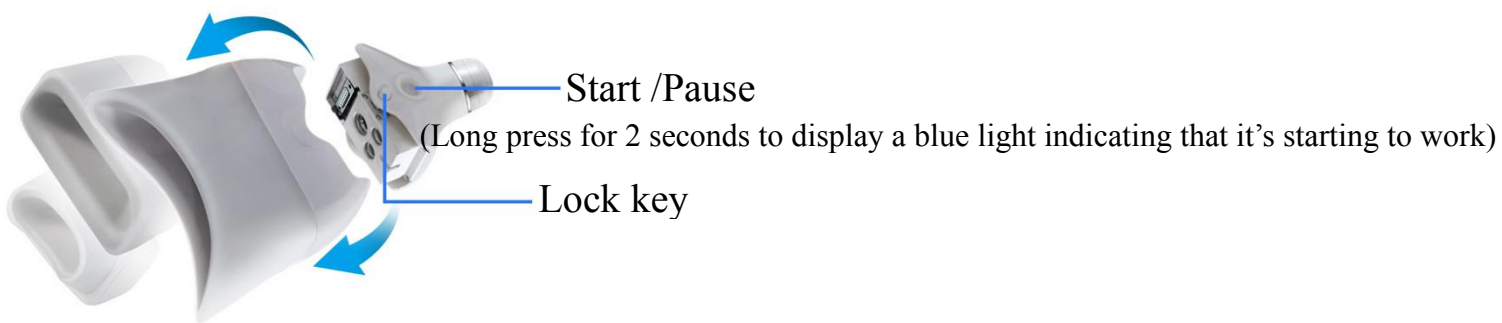 Start /Pause
(Long press for 2 seconds to display a blue light indicating that it’s starting to work)
Lock key